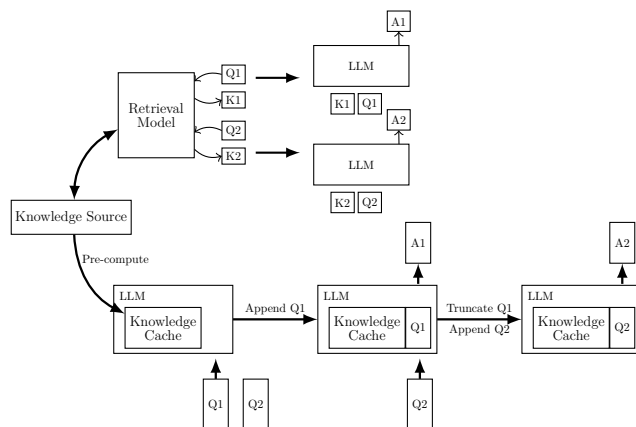 A1
Q1
LLM
Retrieval
Model
K1
K1 Q1
Q2
A2
K2
LLM
K2 Q2
Knowledge Source
A1
A2
Pre-compute
LLM
Knowledge
Cache
Append Q1
LLM
Knowledge
Cache
Q1
Truncate Q1
Append Q2
LLM
Knowledge
Cache
Q2
Q1
Q2
Q2